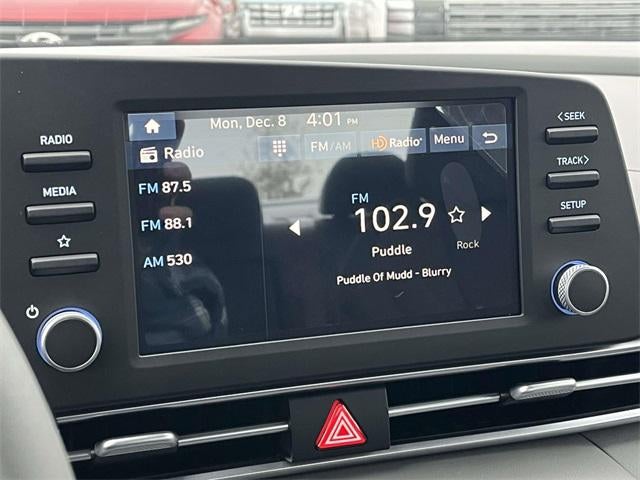 Mon, Dec. 8 4:01 PM
Radio FM/AM HD Radio Menu
RADIO
MEDIA
FM 87.5
FM 88.1
AM 530
FM
102.9
Rock
Puddle
Puddle Of Mudd - Blurry
<SEEK
TRACK>
SETUP